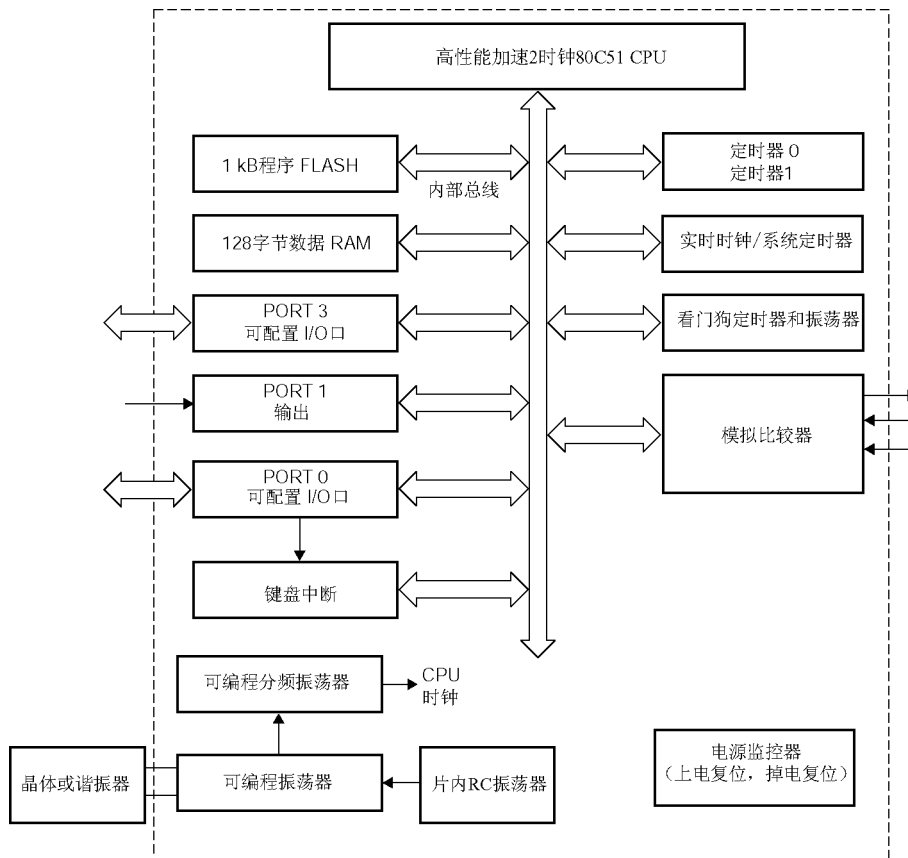 高性能加速2时钟80C51 CPU
1 kB程序 FLASH
内部总线
定时器 0
定时器1
128字节数据 RAM
实时时钟/系统定时器
PORT 3
可配置 I/O口
看门狗定时器和振荡器
PORT 1
输出
模拟比较器
PORT 0
可配置 I/O口
键盘中断
可编程分频振荡器
CPU
时钟
晶体或谐振器
可编程振荡器
片内RC振荡器
电源监控器
（上电复位，掉电复位）